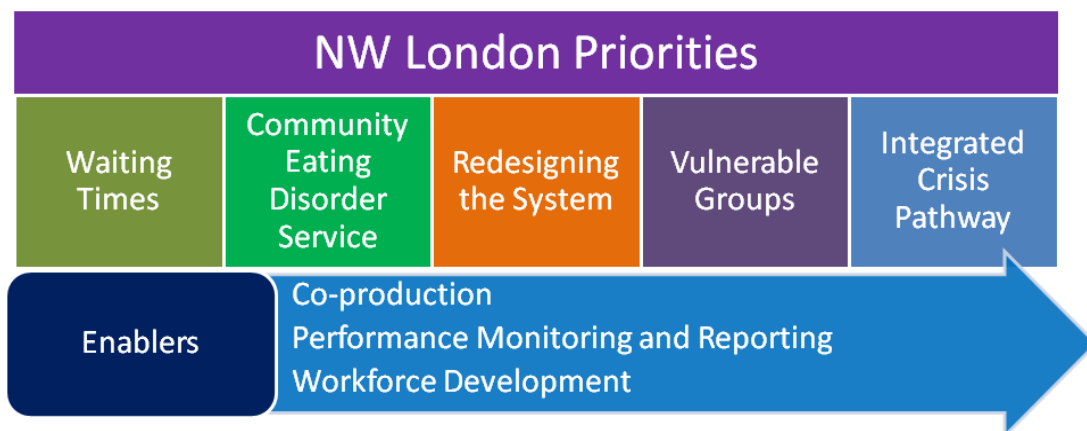 NW London Priorities
Waiting
Times
Community
Eating
Disorder
Service
Redesigning
the System
Vulnerable
Groups
Integrated
Crisis
Pathway
Enablers
Co-production
Performance Monitoring and Reporting
Workforce Development